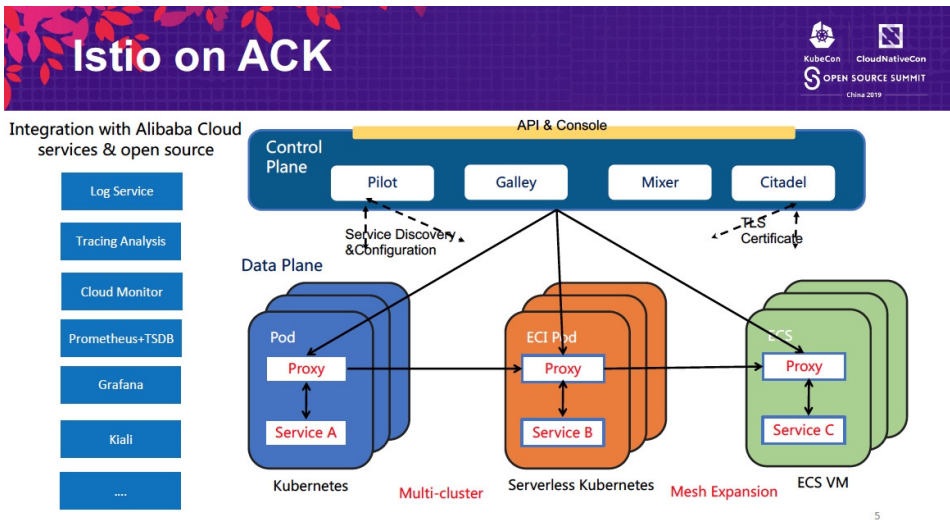 Istio on ACK
KubeCon
CloudNativeCon
OPEN SOURCE SUMMIT
China 2019
Integration with Alibaba Cloud
services & open source
Log Service
Tracing Analysis
Cloud Monitor
Prometheus+TSDB
Grafana
Kiali
....
API & Console
Control
Plane
Pilot
Galley
Mixer
Citadel
Service Discovery
&Configuration
TLS
Certificate
Data Plane
Pod
Proxy
Service A
ECI Pod
Proxy
Service B
ECS
Proxy
Service C
Kubernetes
Multi-cluster
Serverless Kubernetes
Mesh Expansion
ECS VM
5